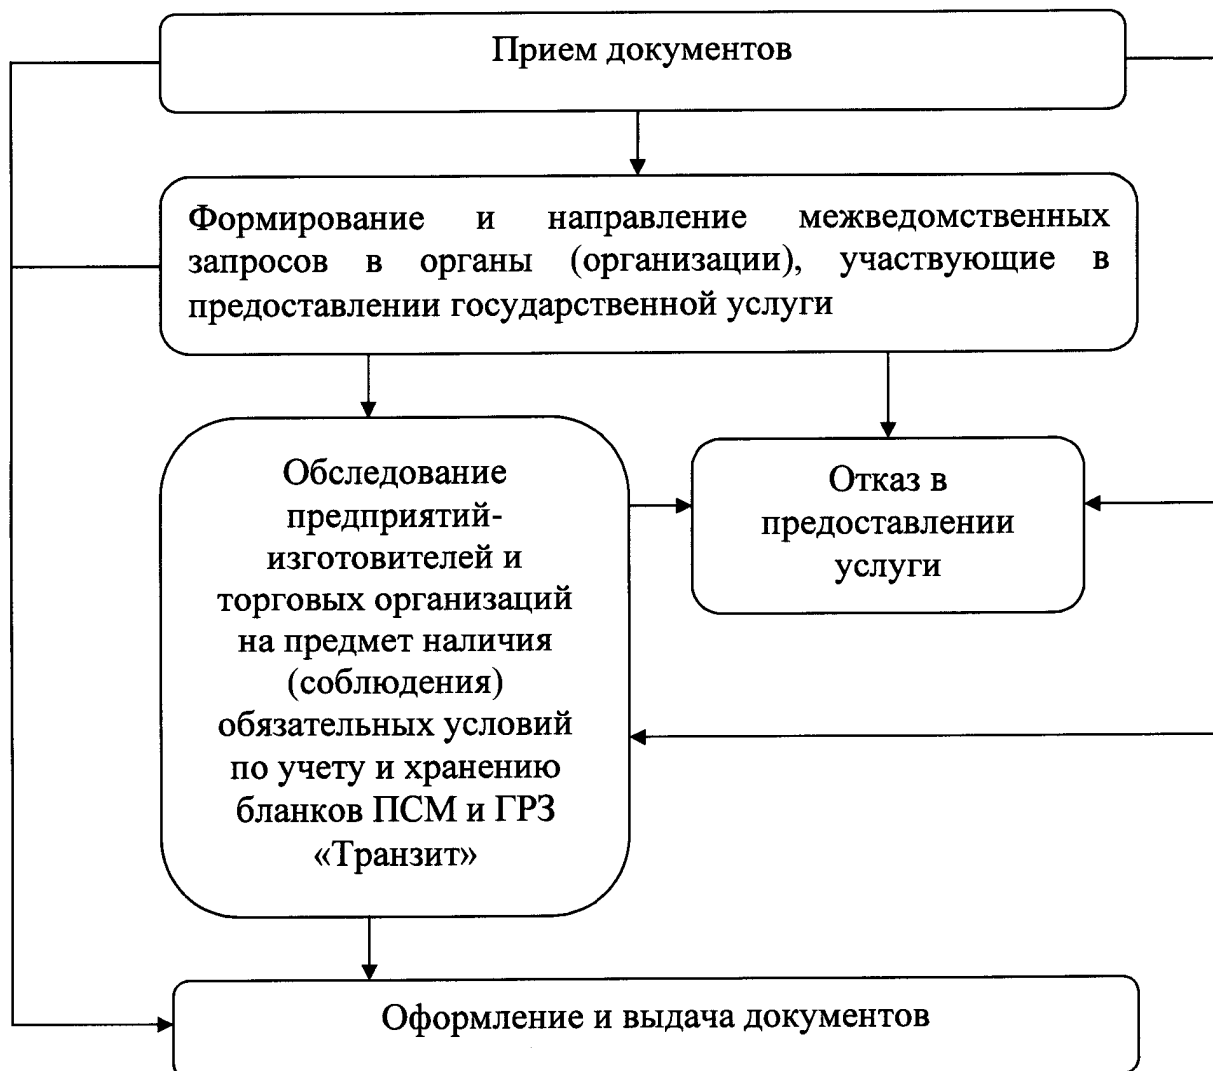 Прием документов
Формирование и направление межведомственных
запросов в органы (организации), участвующие в
предоставлении государственной услуги
Обследование
предприятий-
изготовителей и
торговых организаций
на предмет наличия
(соблюдения)
обязательных условий
по учету и хранению
бланков ПСМ и ГРЗ
«Транзит»
Отказ в
предоставлении
услуги
Оформление и выдача документов